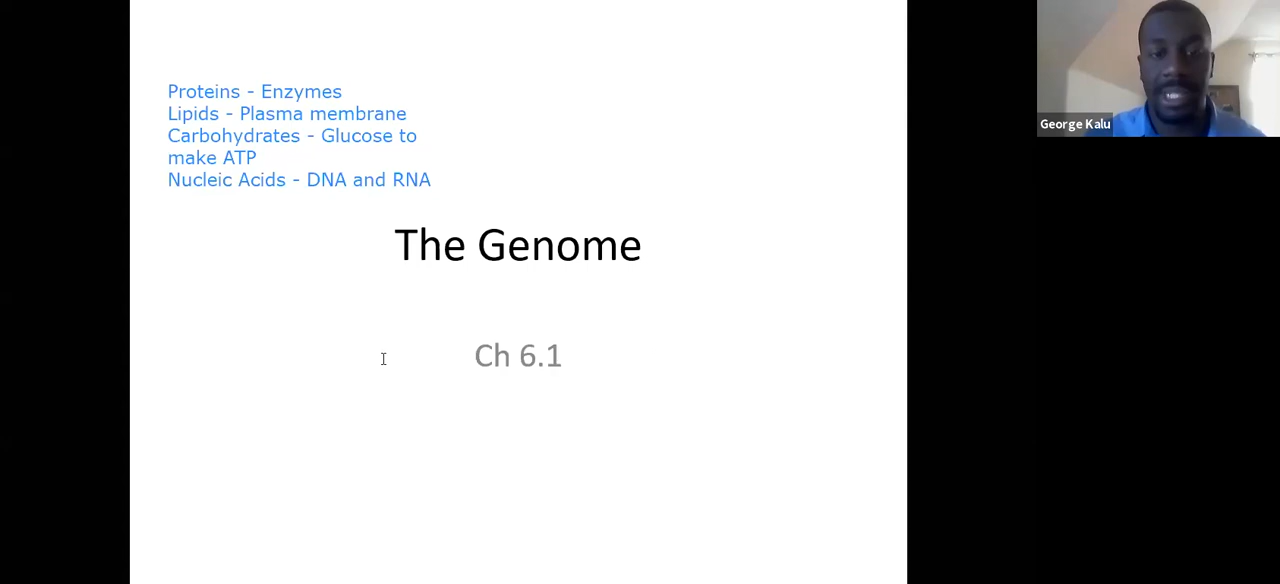 Proteins - Enzymes
Lipids - Plasma membrane
Carbohydrates - Glucose to
make ATP
Nucleic Acids - DNA and RNA
The Genome
Ch 6.1
George Kalu